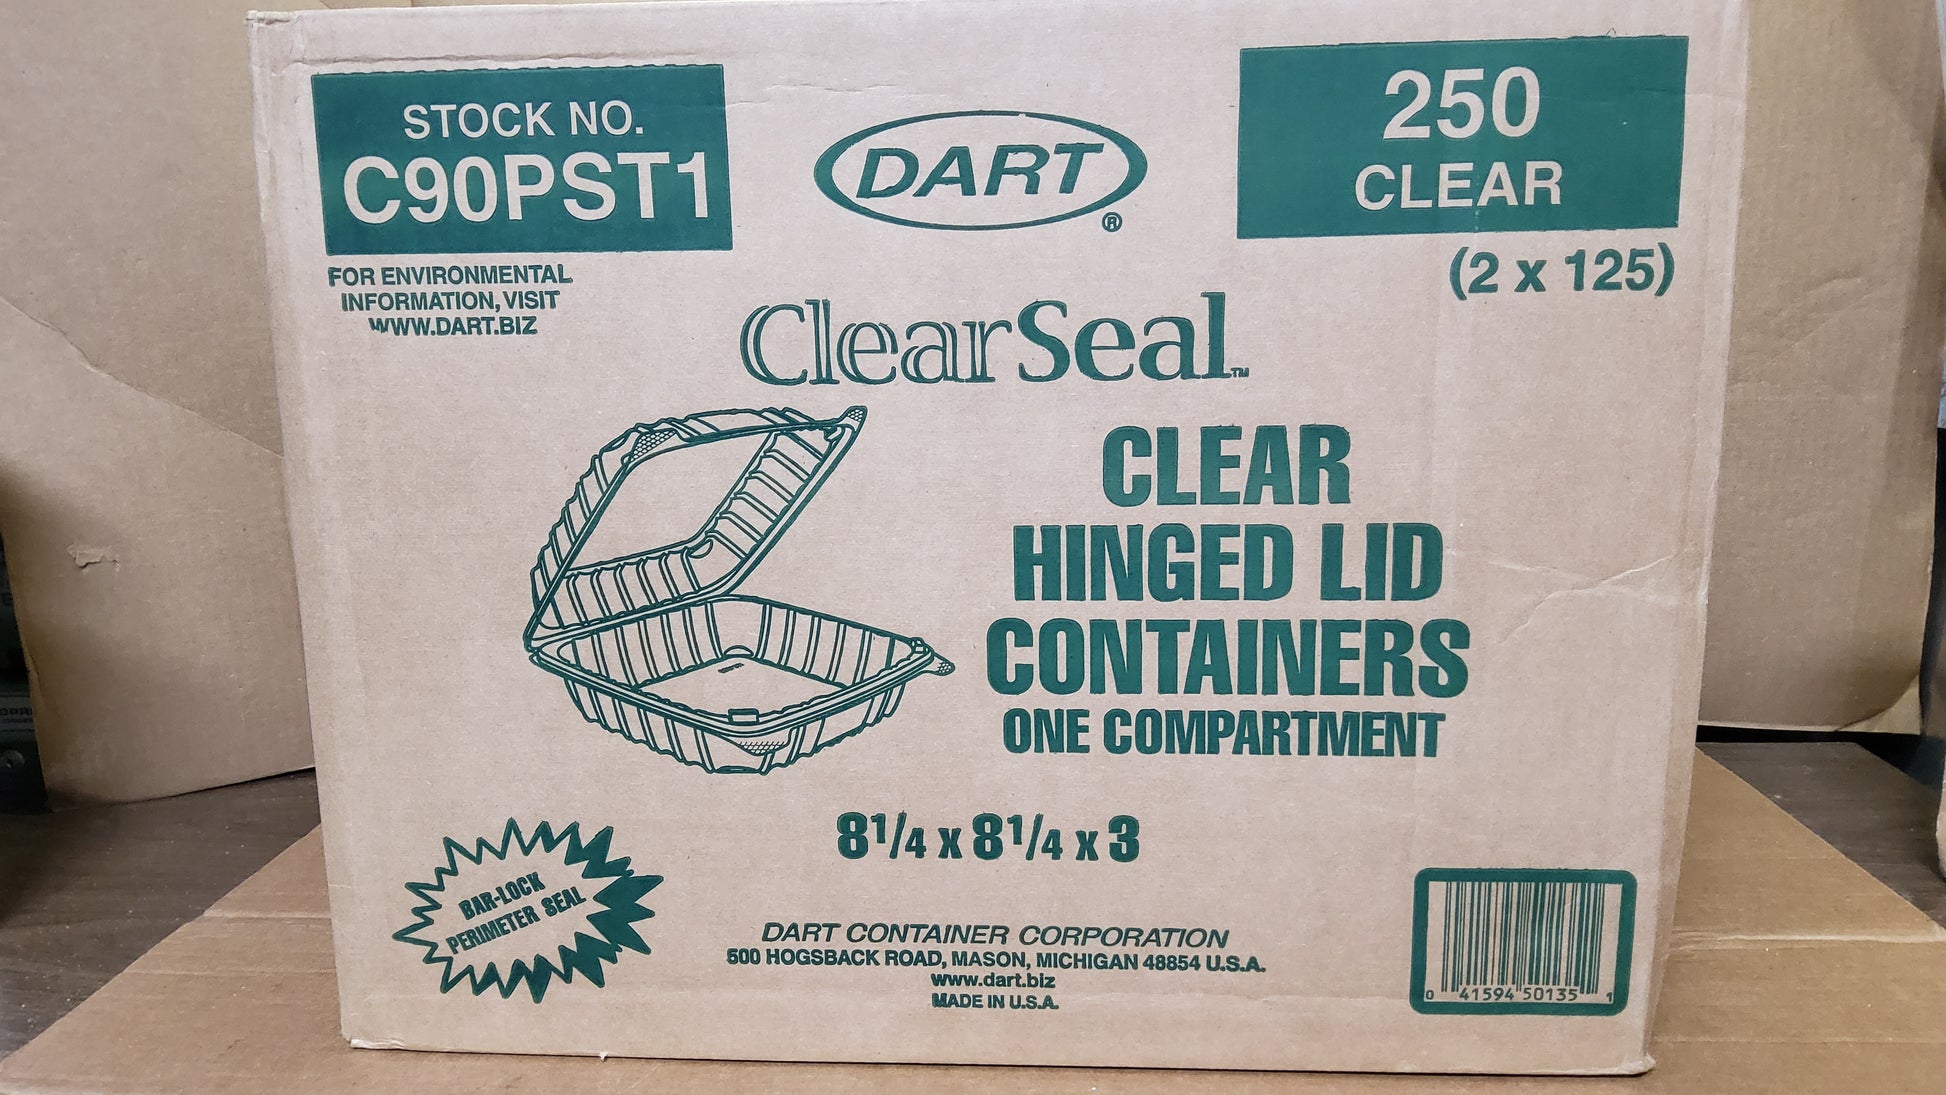 STOCK NO.
C90PST1
FOR ENVIRONMENTAL
INFORMATION, VISIT
WWW.DART.BIZ
DART®
250
CLEAR
(2 x 125)
ClearSeal™
CLEAR
HINGED LID
CONTAINERS
ONE COMPARTMENT
8 1/4 x 8 1/4 x 3
BAR-LOCK
PERIMETER SEAL
DART CONTAINER CORPORATION
500 HOGSBACK ROAD, MASON, MICHIGAN 48854 U.S.A.
www.dart.biz
MADE IN U.S.A.
0 41594 50135 1